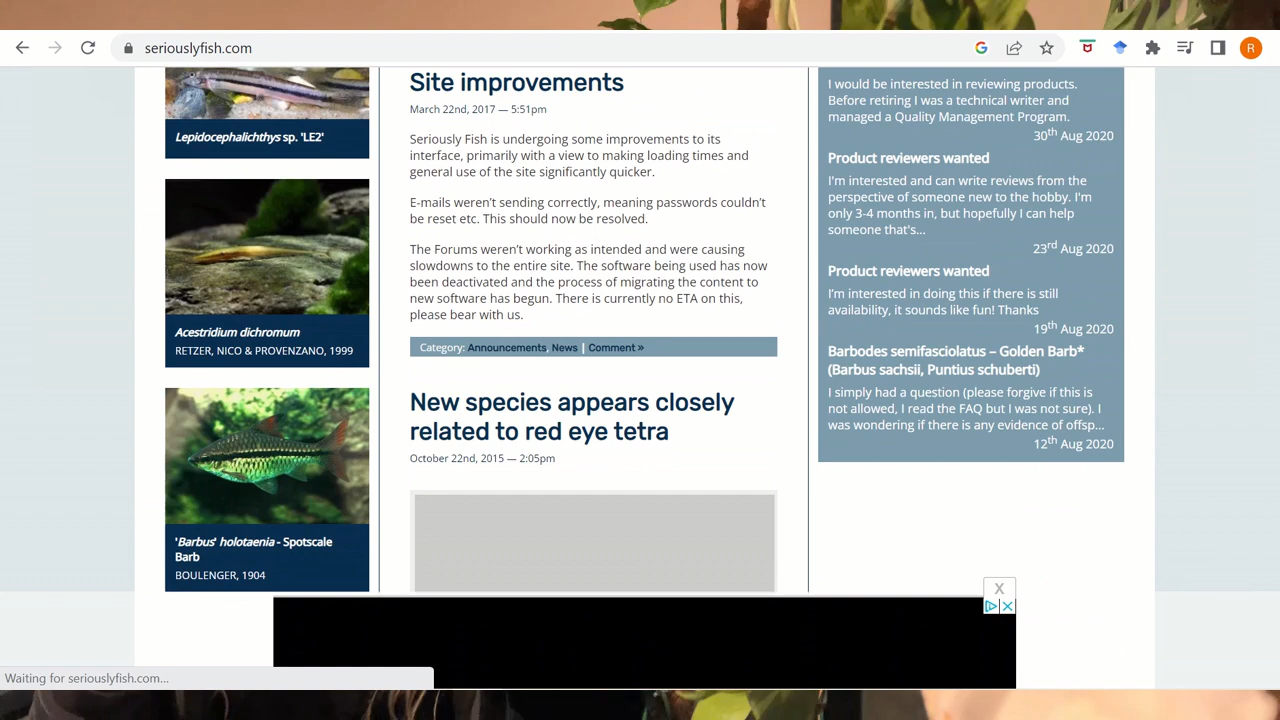 seriouslyfish.com
R
Lepidocephalichthys sp. 'LE2'
Acestridium dichromum
RETZER, NICO & PROVENZANO, 1999
'Barbus' holotaenia - Spotscale
Barb
BOULENGER, 1904
Site improvements
March 22nd, 2017 — 5:51pm
Seriously Fish is undergoing some improvements to its
interface, primarily with a view to making loading times and
general use of the site significantly quicker.
E-mails weren't sending correctly, meaning passwords couldn't
be reset etc. This should now be resolved.
The Forums weren't working as intended and were causing
slowdowns to the entire site. The software being used has now
been deactivated and the process of migrating the content to
new software has begun. There is currently no ETA on this,
please bear with us.
Category: Announcements, News | Comment »
New species appears closely
related to red eye tetra
October 22nd, 2015 — 2:05pm
I would be interested in reviewing products.
Before retiring I was a technical writer and
managed a Quality Management Program.
30th Aug 2020
Product reviewers wanted
I'm interested and can write reviews from the
perspective of someone new to the hobby. I'm
only 3-4 months in, but hopefully I can help
someone that's...
23rd Aug 2020
Product reviewers wanted
I'm interested in doing this if there is still
availability, it sounds like fun! Thanks
19th Aug 2020
Barbodes semifasciolatus – Golden Barb*
(Barbus sachsii, Puntius schuberti)
I simply had a question (please forgive if this is
not allowed, I read the FAQ but I was not sure). I
was wondering if there is any evidence of offsp...
12th Aug 2020
X
Waiting for seriouslyfish.com...